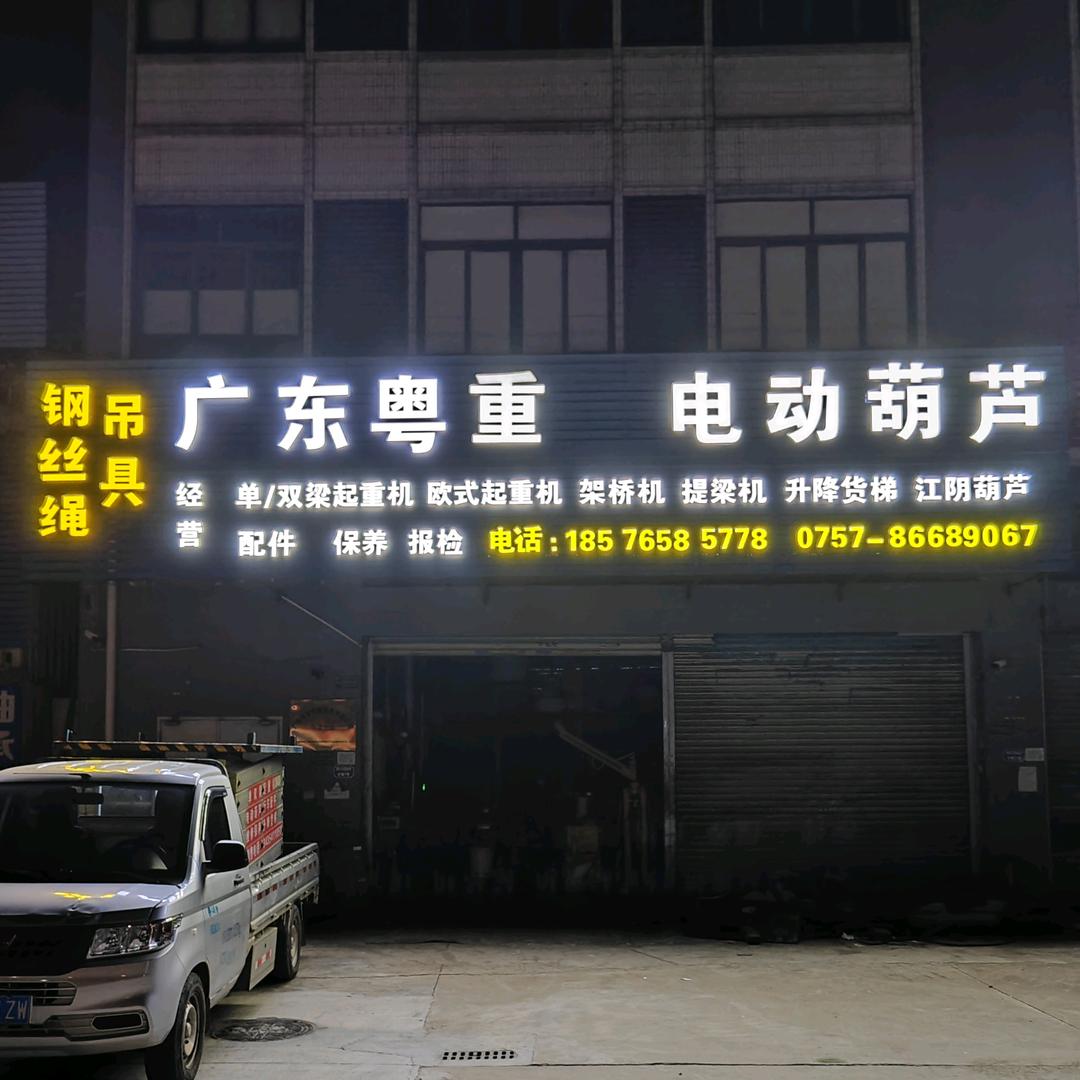 钢丝绳
吊具
广东粤重 电动葫芦
经营
单/双梁起重机 欧式起重机 架桥机 提梁机 升降货梯 江阴葫芦
配件 保养 报检 电话:185 7658 5778 0757-86689067
ZW